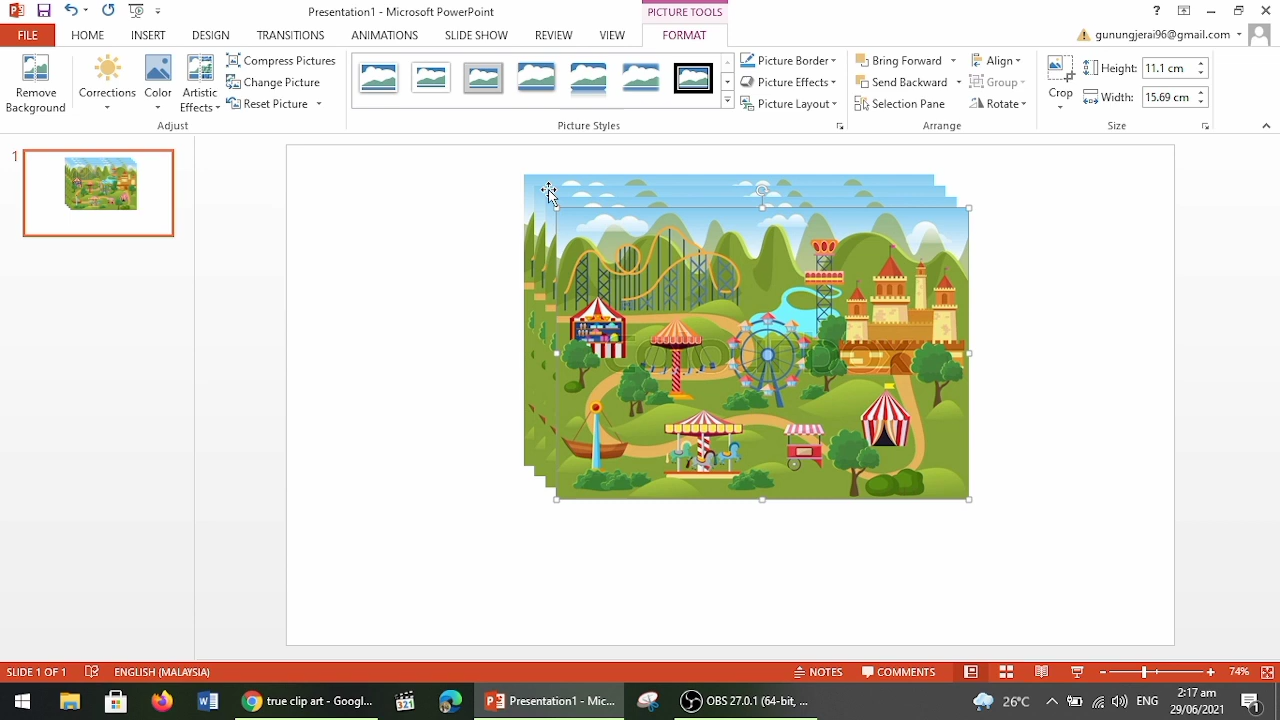 Presentation1 - Microsoft PowerPoint
PICTURE TOOLS
?
FILE
HOME
INSERT
DESIGN
TRANSITIONS
ANIMATIONS
SLIDE SHOW
REVIEW
VIEW
FORMAT
gunungjerai96@gmail.com
Remove
Background
Corrections
Color
Artistic
Effects
Compress Pictures
Change Picture
Reset Picture
Adjust
Picture Styles
Picture Border
Picture Effects
Picture Layout
Bring Forward
Send Backward
Selection Pane
Align
Group
Rotate
Arrange
Crop
Height:
11.1 cm
Width:
15.69 cm
Size
1
SLIDE 1 OF 1
ENGLISH (MALAYSIA)
NOTES
COMMENTS
74%
true clip art - Googl...
321
Presentation1 - Mic...
OBS 27.0.1 (64-bit, ...
26°C
ENG
2:17 am
29/06/2021
1